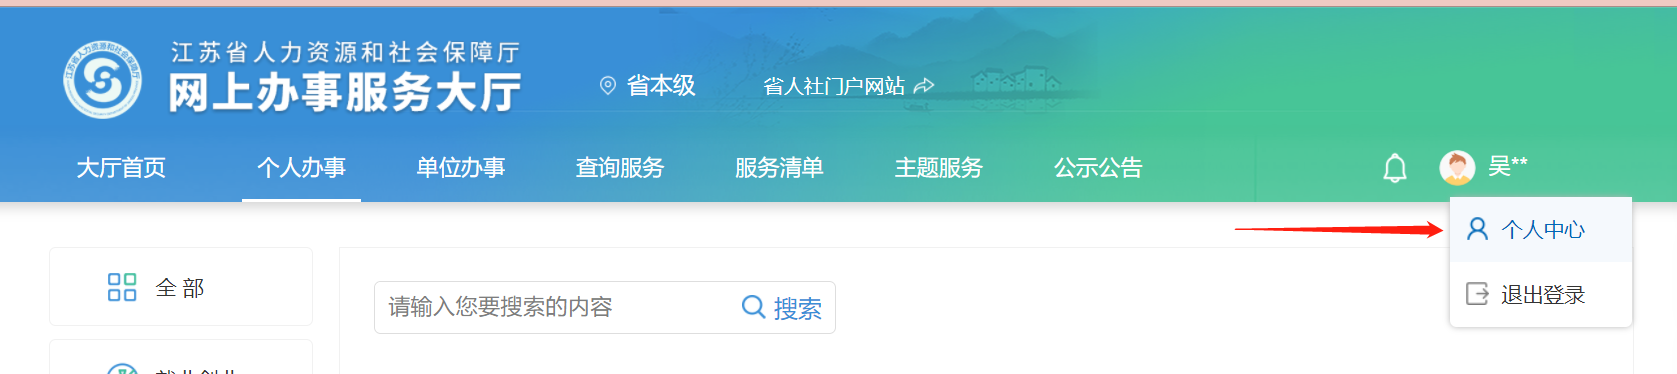 江苏省人力资源和社会保障厅
网上办事服务大厅
省本级
省人社门户网站
大厅首页
个人办事
单位办事
查询服务
服务清单
主题服务
公示公告
吴**
个人中心
退出登录
全部
请输入您要搜索的内容
搜索